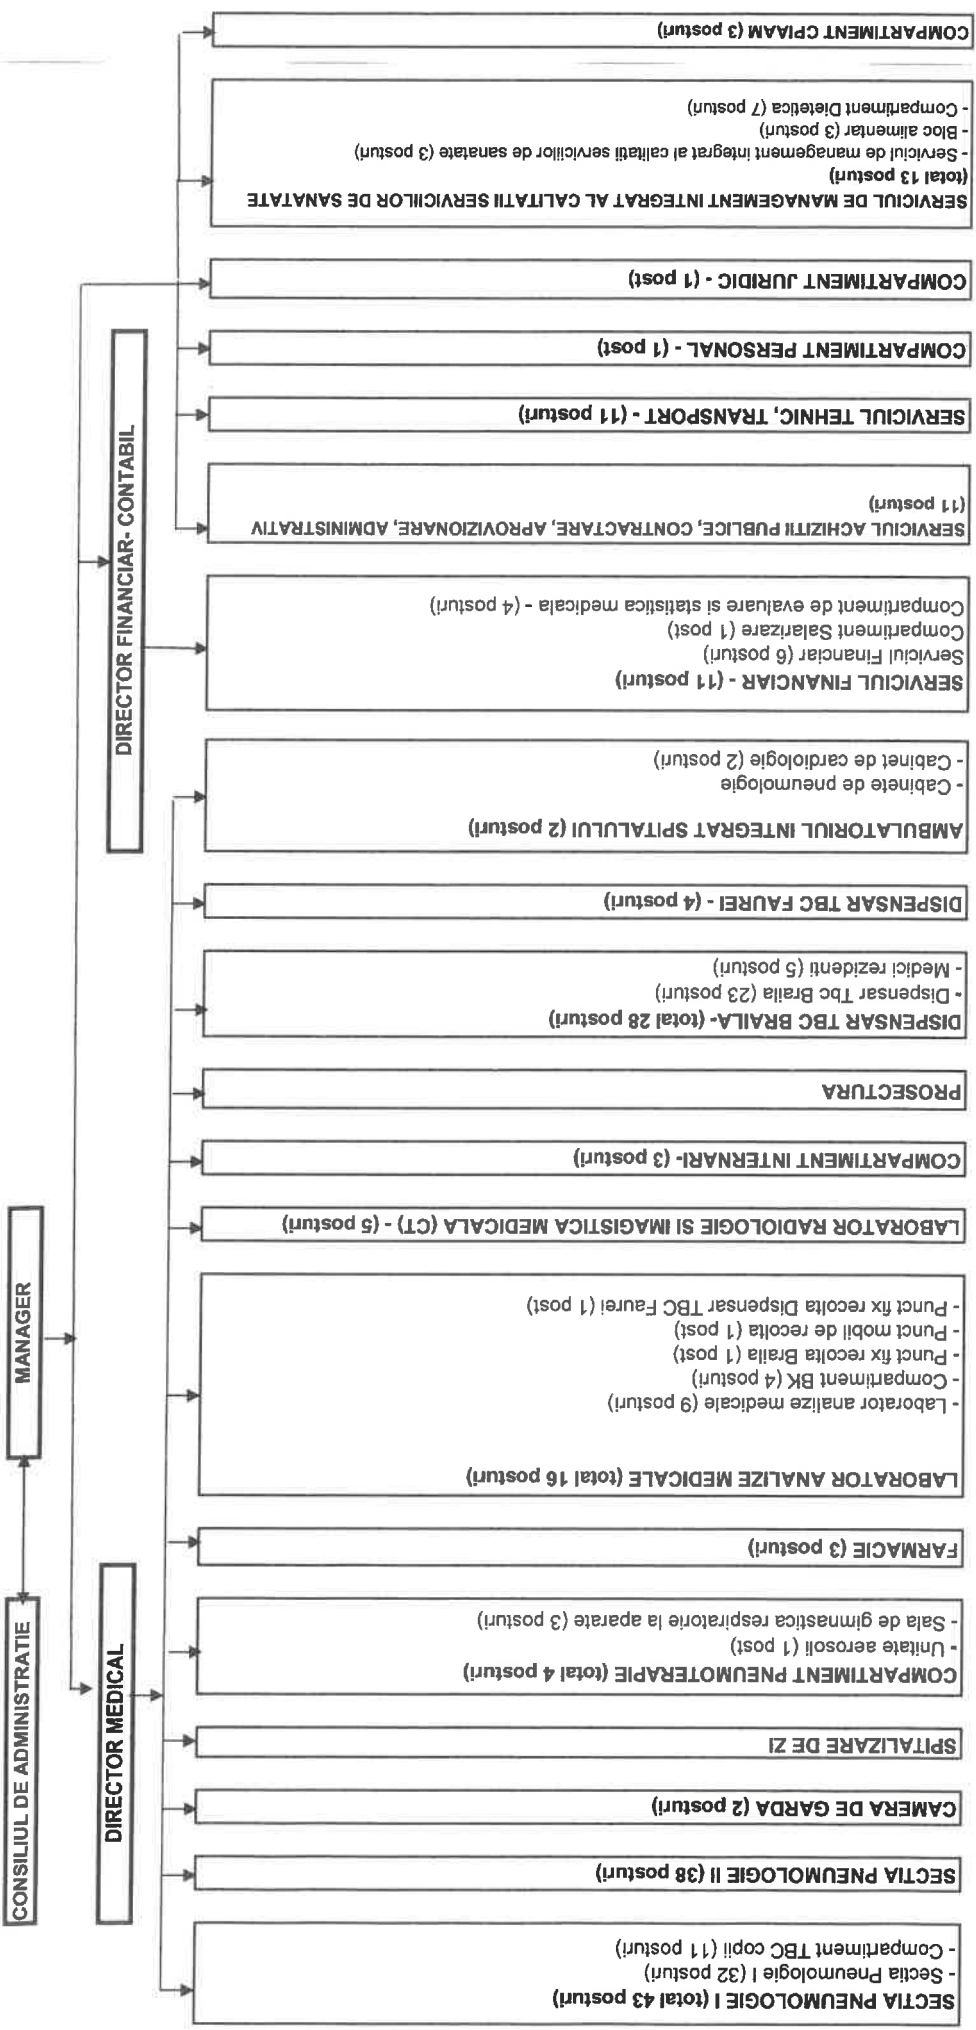 CONSILIUL DE ADMINISTRATIE
MANAGER
DIRECTOR MEDICAL
DIRECTOR FINANCIAR- CONTABIL
SECTIA PNEUMOLOGIE I (total 43 posturi)
- Sectia Pneumologie I (32 posturi)
- Compartiment TBC copii (11 posturi)
SECTIA PNEUMOLOGIE II (38 posturi)
CAMERA DE GARDA (2 posturi)
SPITALIZARE DE ZI
COMPARTIMENT PNEUMOTERAPIE (total 4 posturi)
- Unitate aerosoli (1 post)
- Sala de gimnastica respiratorie la aparate (3 posturi)
FARMACIE (3 posturi)
LABORATOR ANALIZE MEDICALE (total 16 posturi)
- Laborator analize medicale (9 posturi)
- Compartiment BK (4 posturi)
- Punct fix recolta Braila (1 post)
- Punct mobil de recolta (1 post)
- Punct fix recolta Dispensar TBC Faurei (1 post)
LABORATOR RADIOLOGIE SI IMAGISTICA MEDICALA (CT) - (5 posturi)
COMPARTIMENT INTERNARI- (3 posturi)
PROSECTURA
DISPENSAR TBC BRAILA- (total 28 posturi)
- Dispensar Tbc Braila (23 posturi)
- Medici rezidenti (5 posturi)
DISPENSAR TBC FAUREI - (4 posturi)
AMBULATORIUL INTEGRAT SPITALULUI (2 posturi)
- Cabinete de pneumologie
- Cabinet de cardiologie (2 posturi)
SERVICIUL FINANCIAR - (11 posturi)
Serviciul Financiar (6 posturi)
Compartiment Salarizare (1 post)
Compartiment de evaluare si statistica medicala - (4 posturi)
SERVICIUL ACHIZITII PUBLICE, CONTRACTARE, APROVIZIONARE, ADMINISTRATIV
(11 posturi)
SERVICIUL TEHNIC, TRANSPORT - (11 posturi)
COMPARTIMENT PERSONAL - (1 post)
COMPARTIMENT JURIDIC - (1 post)
SERVICIUL DE MANAGEMENT INTEGRAT AL CALITATII SERVICIILOR DE SANATATE
(total 13 posturi)
- Serviciul de management integrat al calitatii serviciilor de sanatate (3 posturi)
- Bloc alimentar (3 posturi)
- Compartiment Dietetica (7 posturi)
COMPARTIMENT CPIAAM (3 posturi)